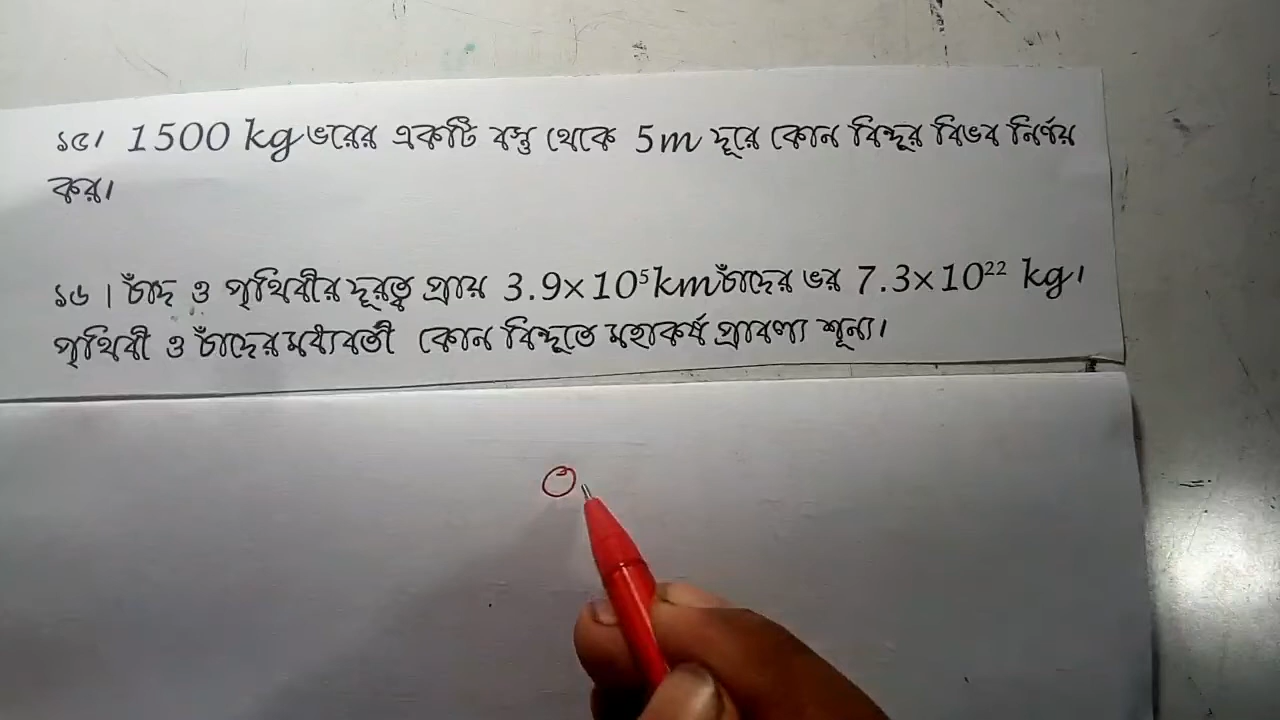 ১৫। 1500 kg ভরের একটি বস্তু থেকে 5m দূরে কোন বিন্দুর বিভব নির্ণয়
কর।
১৬। চাঁদ ও পৃথিবীর দূরত্ব প্রায় 3.9×10⁵km চাঁদের ভর 7.3×10²² kg।
পৃথিবী ও চাঁদের মধ্যবর্তী কোন বিন্দুতে মহাকর্ষ প্রাবল্য শূন্য।